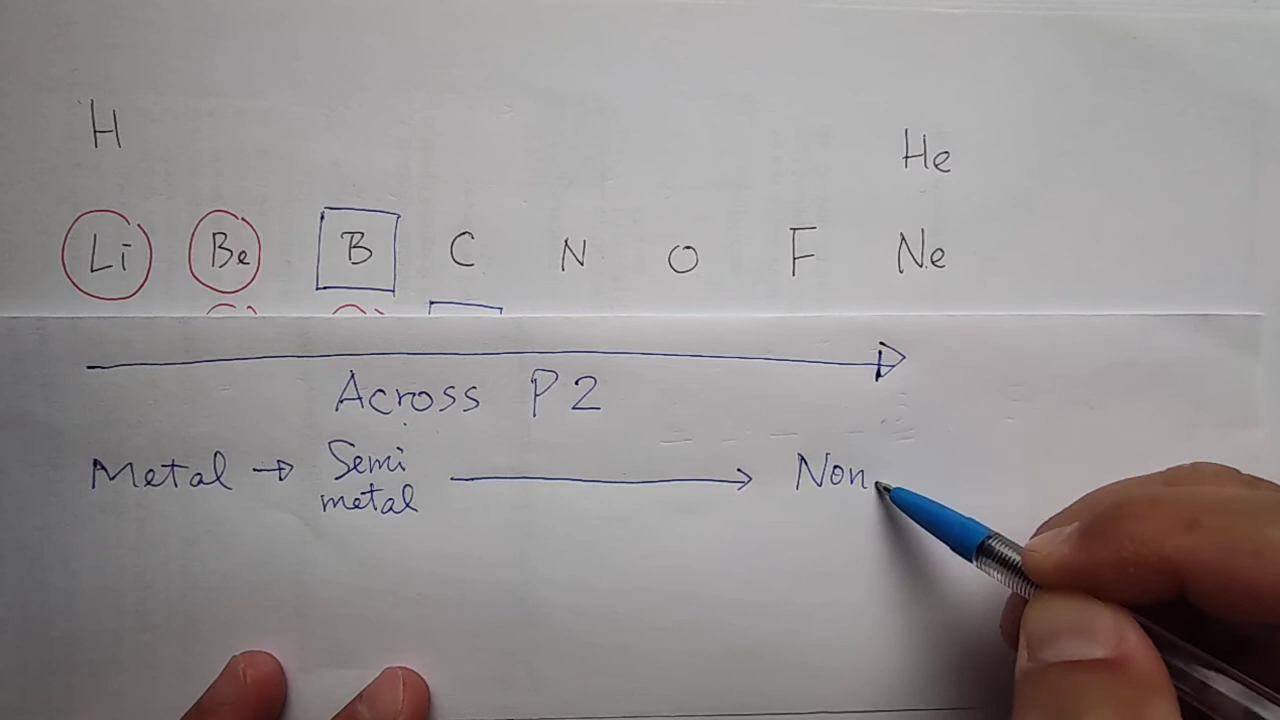 H
He
Li Be B C N O F Ne
Across P2
Metal → Semi metal → Non